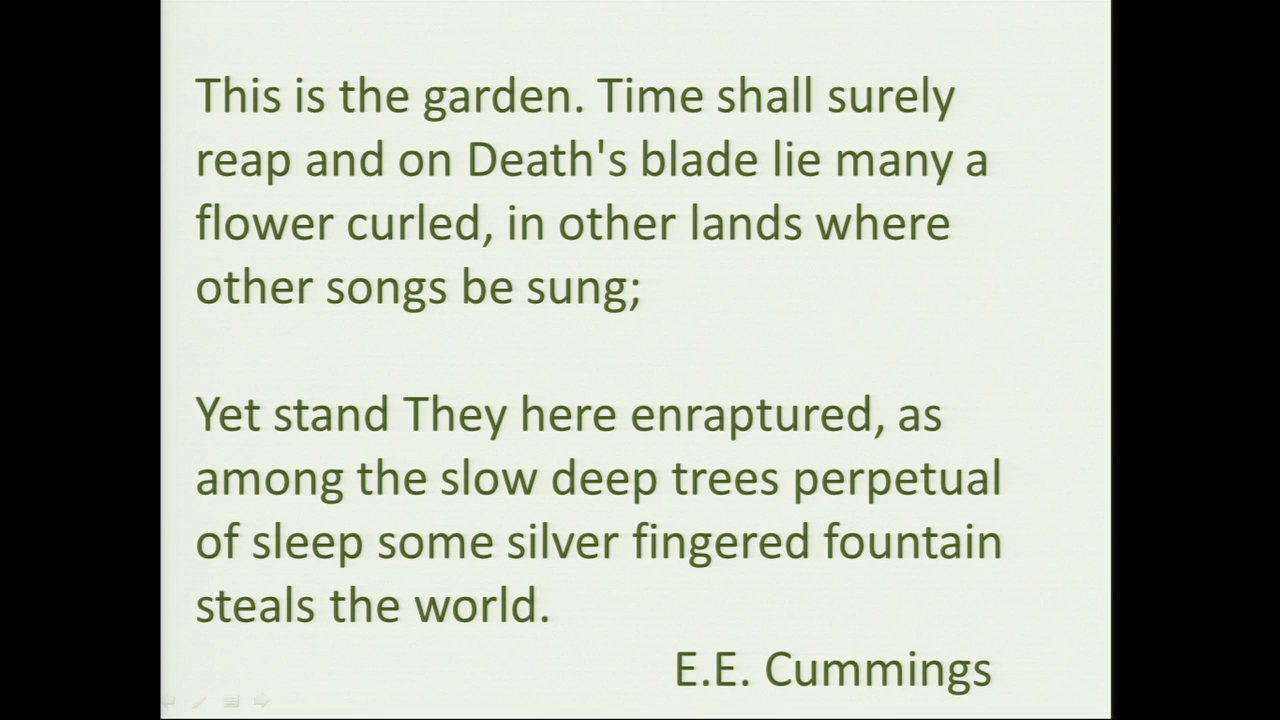 This is the garden. Time shall surely
reap and on Death's blade lie many a
flower curled, in other lands where
other songs be sung;
Yet stand They here enraptured, as
among the slow deep trees perpetual
of sleep some silver fingered fountain
steals the world.
E.E. Cummings